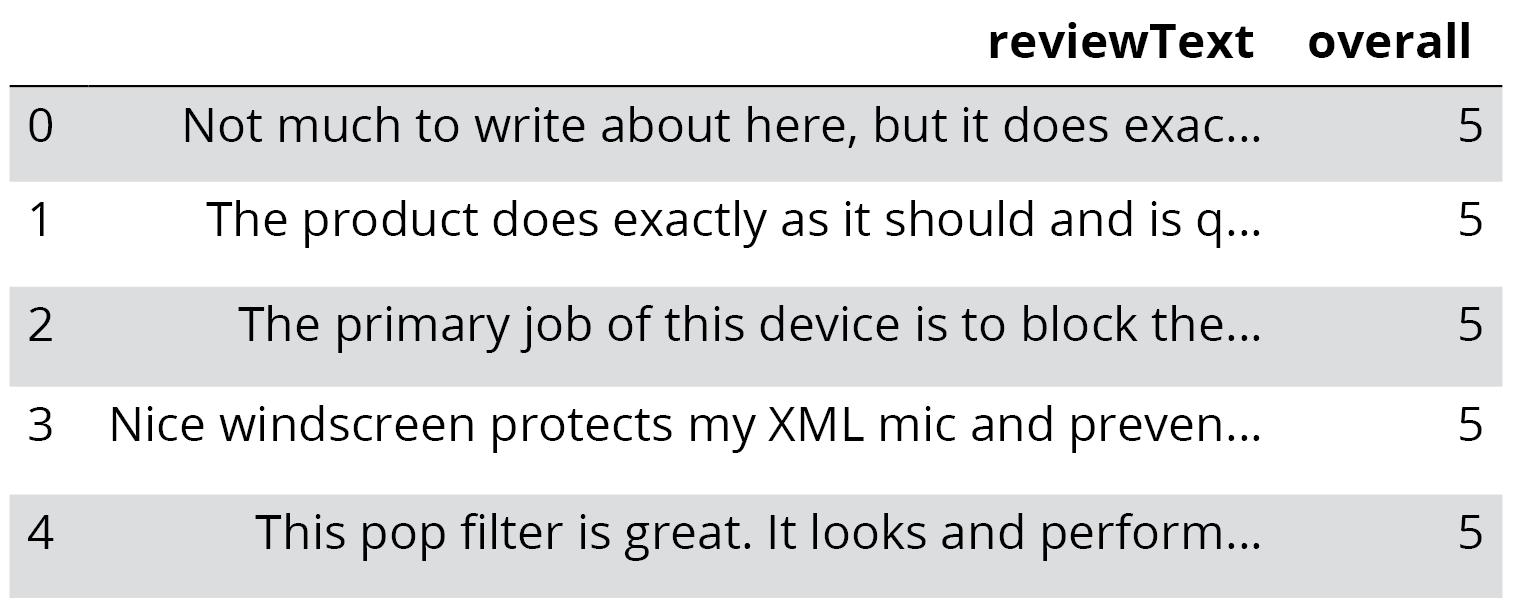 reviewText overall
0 Not much to write about here, but it does exac... 5
1 The product does exactly as it should and is q... 5
2 The primary job of this device is to block the... 5
3 Nice windscreen protects my XML mic and preven... 5
4 This pop filter is great. It looks and perform... 5